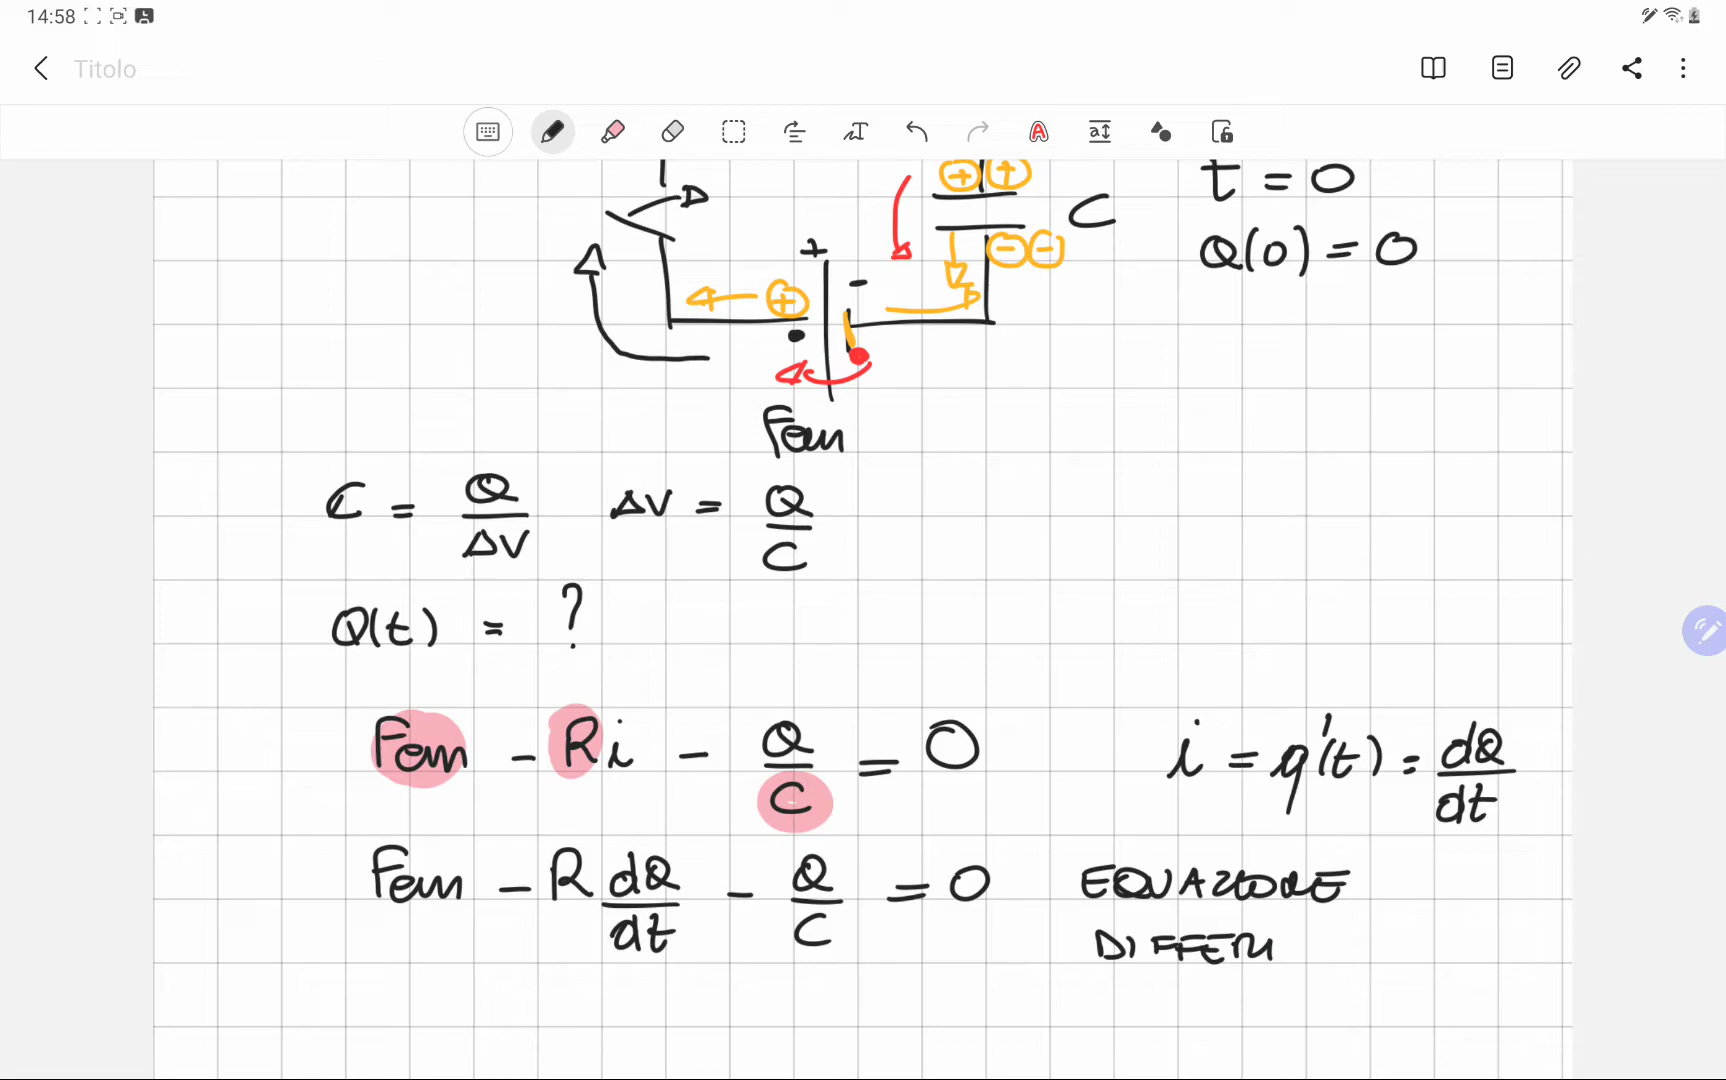 14:58
Titolo
t = 0
C
Q(0) = 0
+
-
Fem
C = Q/ΔV ΔV = Q/C
Q(t) = ?
Fem - Ri - Q/C = 0 i = q'(t) = dQ/dt
Fem - R dQ/dt - Q/C = 0 EQUAZIONE
DIFFERE